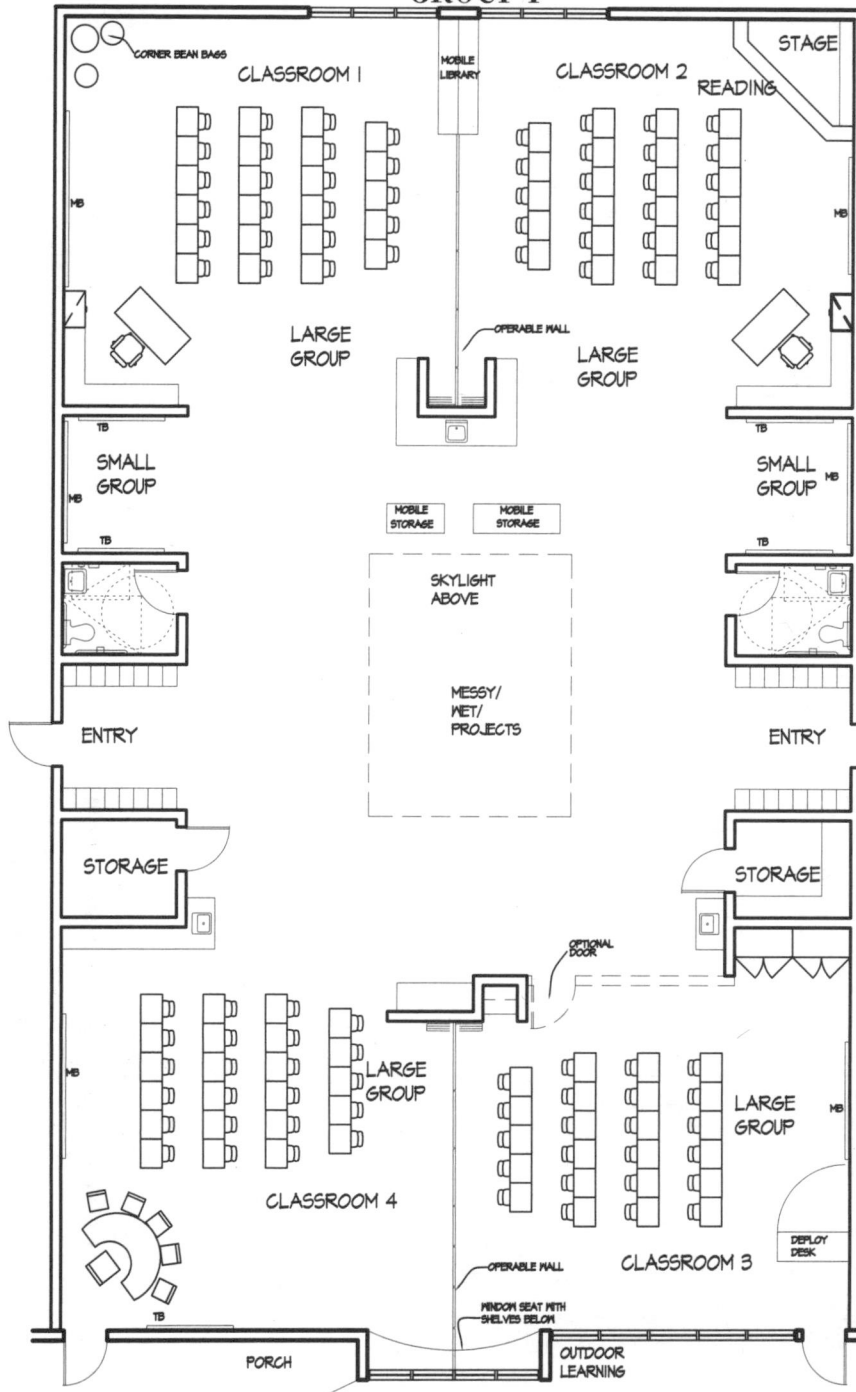 CORNER BEAN BAGS
CLASSROOM 1
MOBILE
LIBRARY
CLASSROOM 2
READING
STAGE
MB
MB
LARGE
GROUP
OPERABLE WALL
LARGE
GROUP
TB
SMALL
GROUP
MB
TB
TB
SMALL
GROUP
MB
TB
MOBILE
STORAGE
MOBILE
STORAGE
SKYLIGHT
ABOVE
MESSY/
WET/
PROJECTS
ENTRY
ENTRY
STORAGE
STORAGE
OPTIONAL
DOOR
MB
LARGE
GROUP
LARGE
GROUP
MB
CLASSROOM 4
CLASSROOM 3
DEPLOY
DESK
OPERABLE WALL
WINDOW SEAT WITH
SHELVES BELOW
TB
PORCH
OUTDOOR
LEARNING